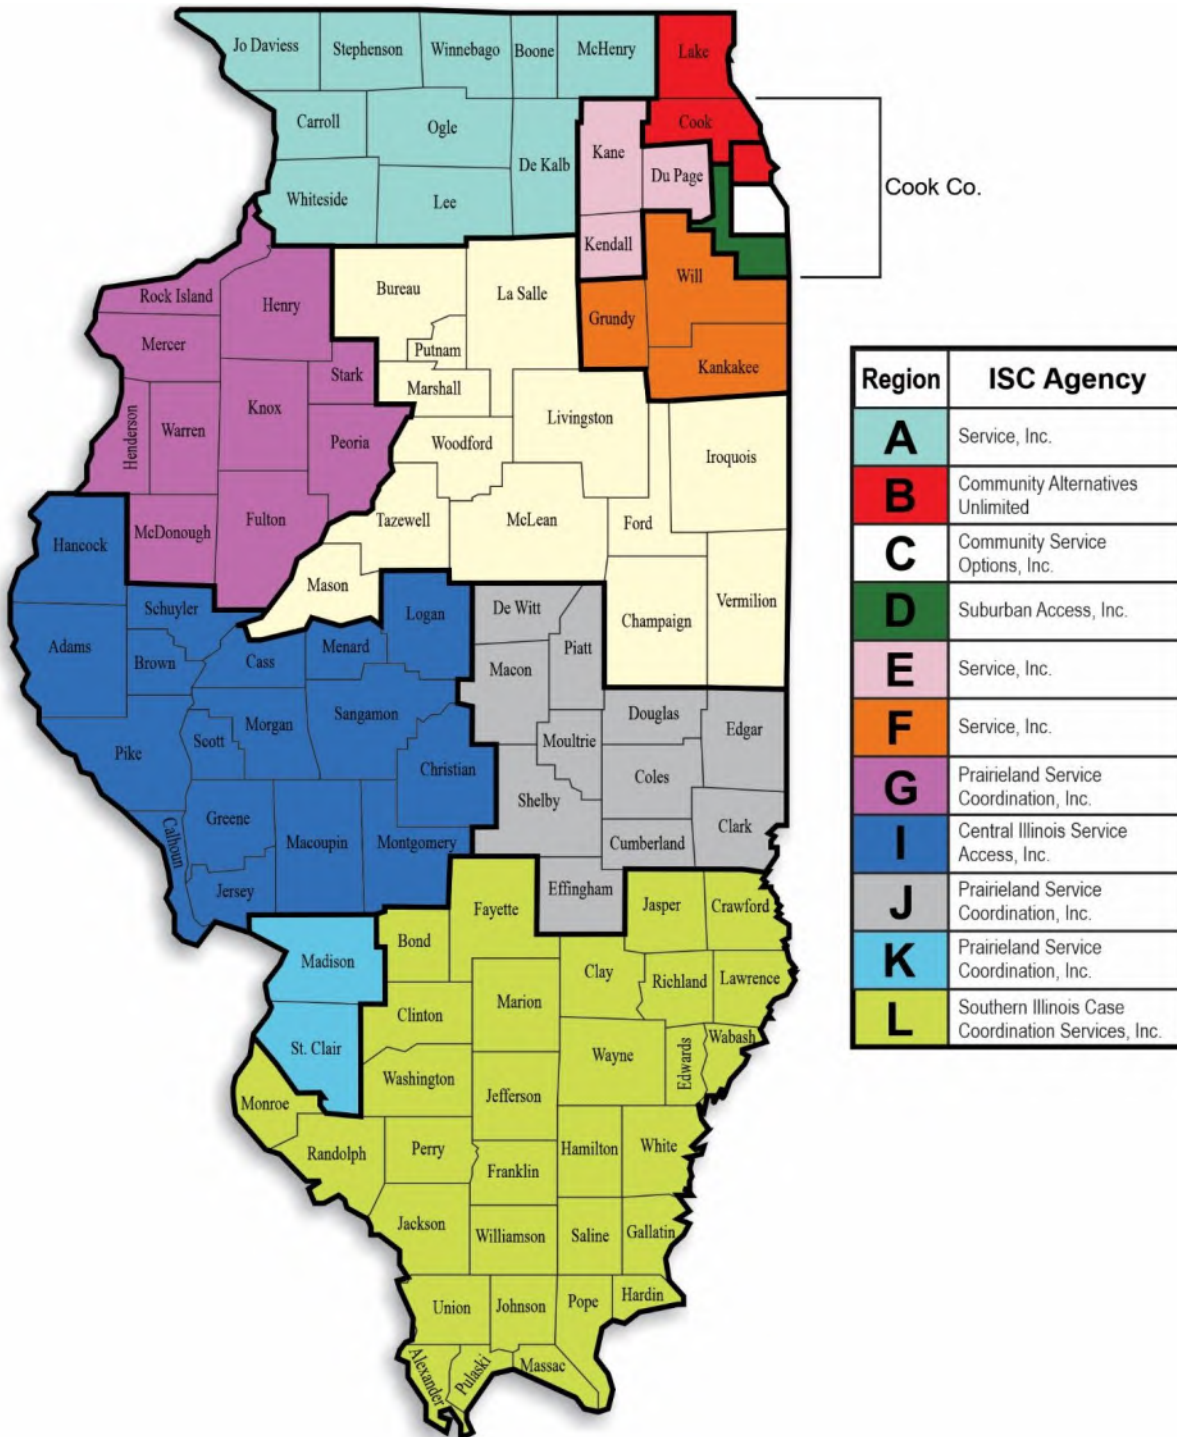 Jo Daviess
Stephenson
Winnebago
Boone
McHenry
Lake
Carroll
Ogle
De Kalb
Kane
Cook
Du Page
Cook Co.
Whiteside
Lee
Kendall
Rock Island
Henry
Bureau
La Salle
Will
Grundy
Mercer
Putnam
Kankakee
Stark
Marshall
Henderson
Warren
Knox
Peoria
Livingston
Woodford
Iroquois
McDonough
Fulton
Tazewell
McLean
Ford
Hancock
Mason
Champaign
Vermilion
Schuyler
Logan
De Witt
Piatt
Adams
Brown
Cass
Menard
Macon
Pike
Scott
Morgan
Sangamon
Christian
Moultrie
Douglas
Edgar
Coles
Shelby
Calhoun
Greene
Macoupin
Montgomery
Cumberland
Clark
Jersey
Effingham
Fayette
Jasper
Crawford
Madison
Bond
Clay
Richland
Lawrence
Marion
Clinton
St. Clair
Wayne
Edwards
Wabash
Washington
Jefferson
Monroe
Randolph
Perry
Hamilton
White
Franklin
Jackson
Williamson
Saline
Gallatin
Union
Johnson
Pope
Hardin
Alexander
Pulaski
Massac
Region ISC Agency
A Service, Inc.
B Community Alternatives
Unlimited
C Community Service
Options, Inc.
D Suburban Access, Inc.
E Service, Inc.
F Service, Inc.
G Prairieland Service
Coordination, Inc.
I Central Illinois Service
Access, Inc.
J Prairieland Service
Coordination, Inc.
K Prairieland Service
Coordination, Inc.
L Southern Illinois Case
Coordination Services, Inc.